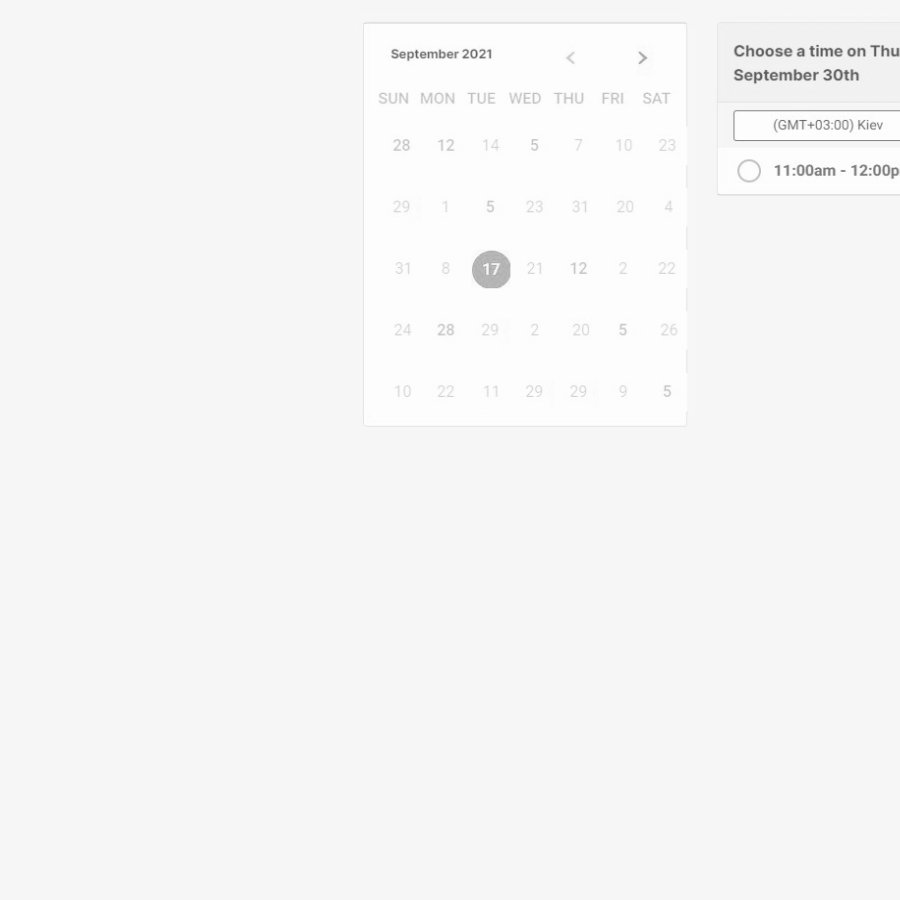 September 2021
SUN MON TUE WED THU FRI SAT
28 12 14 5 7 10 23
29 1 5 23 31 20 4
31 8 17 21 12 2 22
24 28 29 2 20 5 26
10 22 11 29 29 9 5
Choose a time on Thu
September 30th
(GMT+03:00) Kiev
11:00am - 12:00p